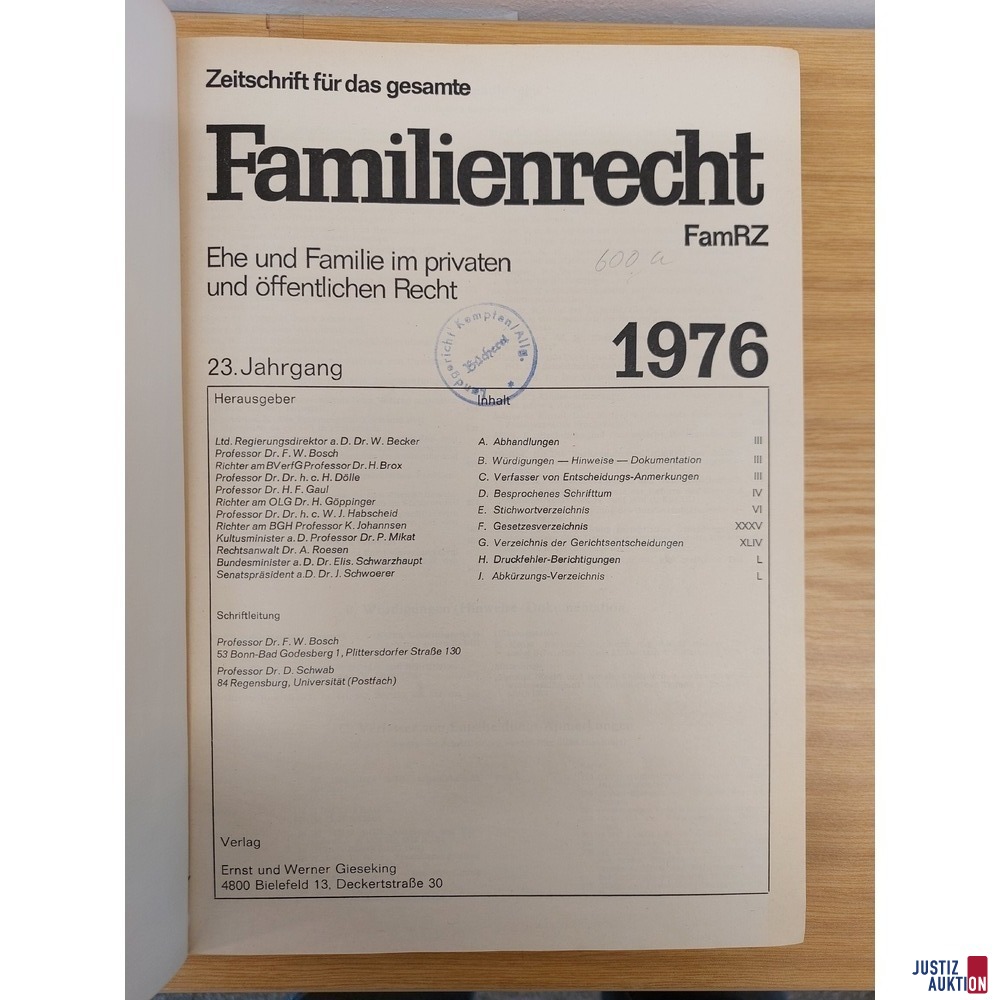 Zeitschrift für das gesamte
Familienrecht
FamRZ
Ehe und Familie im privaten
und öffentlichen Recht
600 a
Landgericht Kempten/Allg.
Bücherei
23. Jahrgang
1976
Herausgeber
Ltd. Regierungsdirektor a. D. Dr. W. Becker
Professor Dr. F. W. Bosch
Richter am BVerfG Professor Dr. H. Brox
Professor Dr. Dr. h. c. H. Dölle
Professor Dr. H. F. Gaul
Richter am OLG Dr. H. Göppinger
Professor Dr. Dr. h. c. W. J. Habscheid
Richter am BGH Professor K. Johannsen
Kultusminister a. D. Professor Dr. P. Mikat
Rechtsanwalt Dr. A. Roesen
Bundesminister a. D. Dr. Elis. Schwarzhaupt
Senatspräsident a. D. Dr. J. Schwoerer
Inhalt
A. Abhandlungen III
B. Würdigungen — Hinweise — Dokumentation III
C. Verfasser von Entscheidungs-Anmerkungen III
D. Besprochenes Schrifttum IV
E. Stichwortverzeichnis VI
F. Gesetzesverzeichnis XXXV
G. Verzeichnis der Gerichtsentscheidungen XLIV
H. Druckfehler-Berichtigungen L
I. Abkürzungs-Verzeichnis L
Schriftleitung
Professor Dr. F. W. Bosch
53 Bonn-Bad Godesberg 1, Plittersdorfer Straße 130
Professor Dr. D. Schwab
84 Regensburg, Universität (Postfach)
Verlag
Ernst und Werner Gieseking
4800 Bielefeld 13, Deckertstraße 30
JUSTIZ
AUKTION